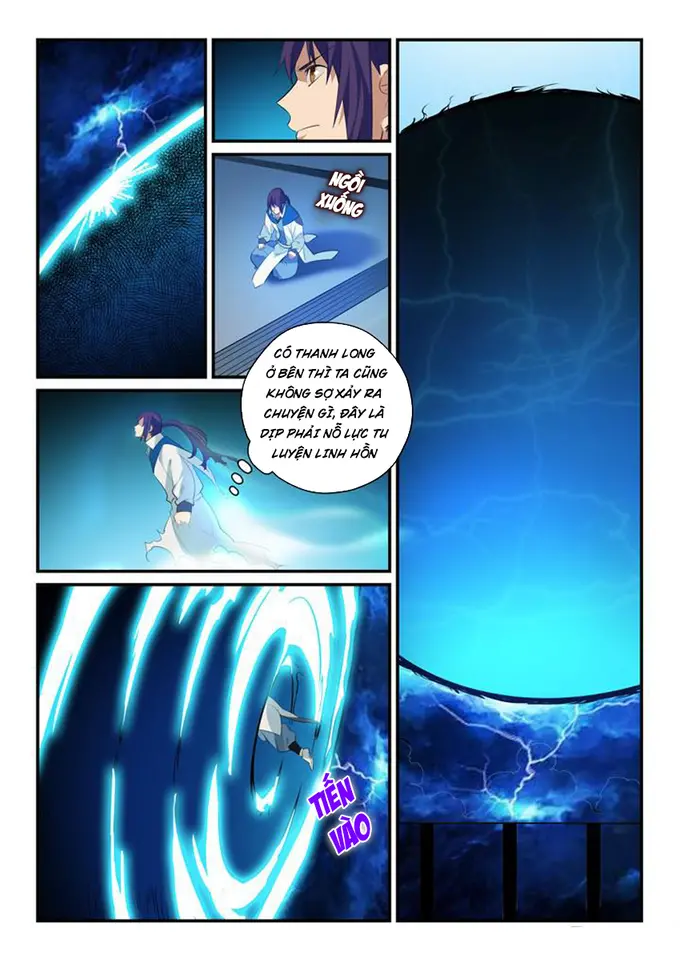 NGỒI
XUỐNG
CÓ THANH LONG
Ở BÊN THÌ TA CŨNG
KHÔNG SỢ XẢY RA
CHUYỆN GÌ, ĐÂY LÀ
DỊP PHẢI NỖ LỰC TU
LUYỆN LINH HỒN
TIẾN
VÀO